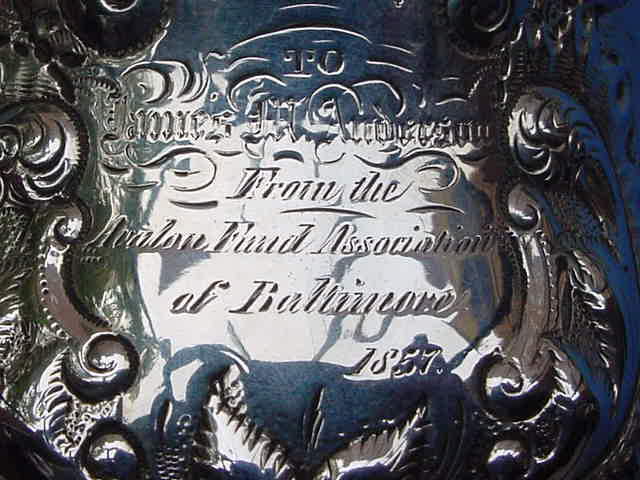 TO
James M. Anderson
From the
Avalon Fund Association
of Baltimore
1857.